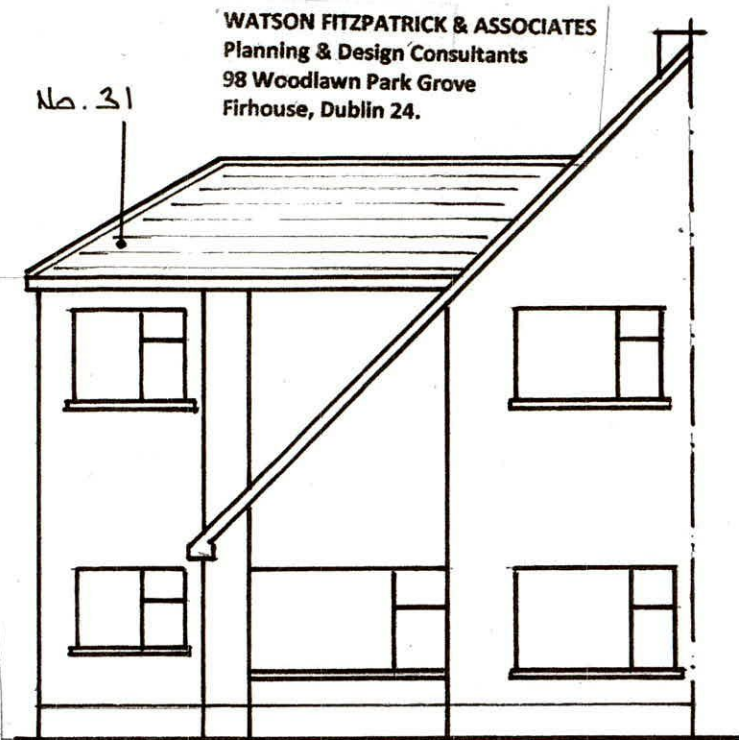 WATSON FITZPATRICK & ASSOCIATES
Planning & Design Consultants
98 Woodlawn Park Grove
Firhouse, Dublin 24.
No. 31